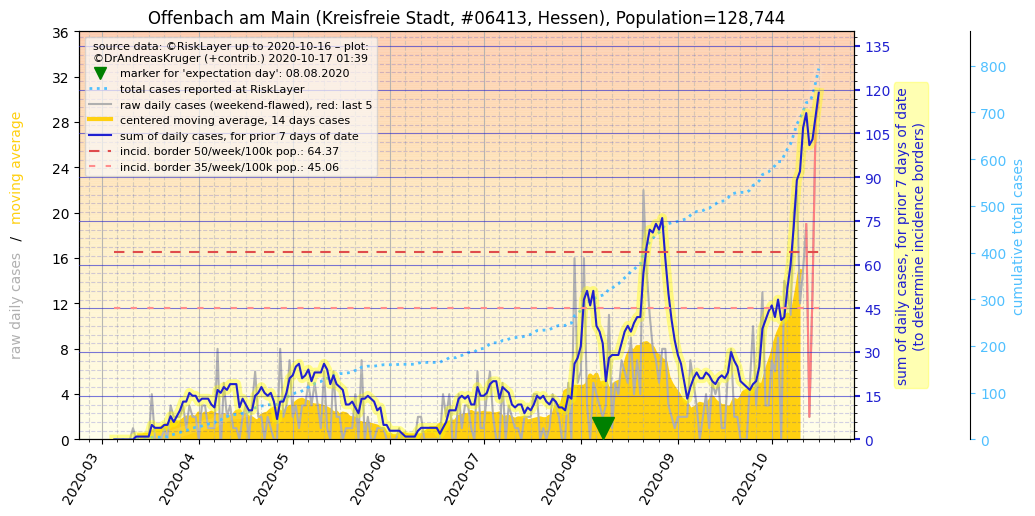 Offenbach am Main (Kreisfreie Stadt, #06413, Hessen), Population=128,744
source data: ©RiskLayer up to 2020-10-16 – plot:
©DrAndreasKruger (+contrib.) 2020-10-17 01:39
marker for 'expectation day': 08.08.2020
total cases reported at RiskLayer
raw daily cases (weekend-flawed), red: last 5
centered moving average, 14 days cases
sum of daily cases, for prior 7 days of date
incid. border 50/week/100k pop.: 64.37
incid. border 35/week/100k pop.: 45.06
raw daily cases / moving average
36
32
28
24
20
16
12
8
4
0
2020-03
2020-04
2020-05
2020-06
2020-07
2020-08
2020-09
2020-10
135
120
105
90
75
60
45
30
15
0
sum of daily cases, for prior 7 days of date
(to determine incidence borders)
800
700
600
500
400
300
200
100
0
cumulative total cases